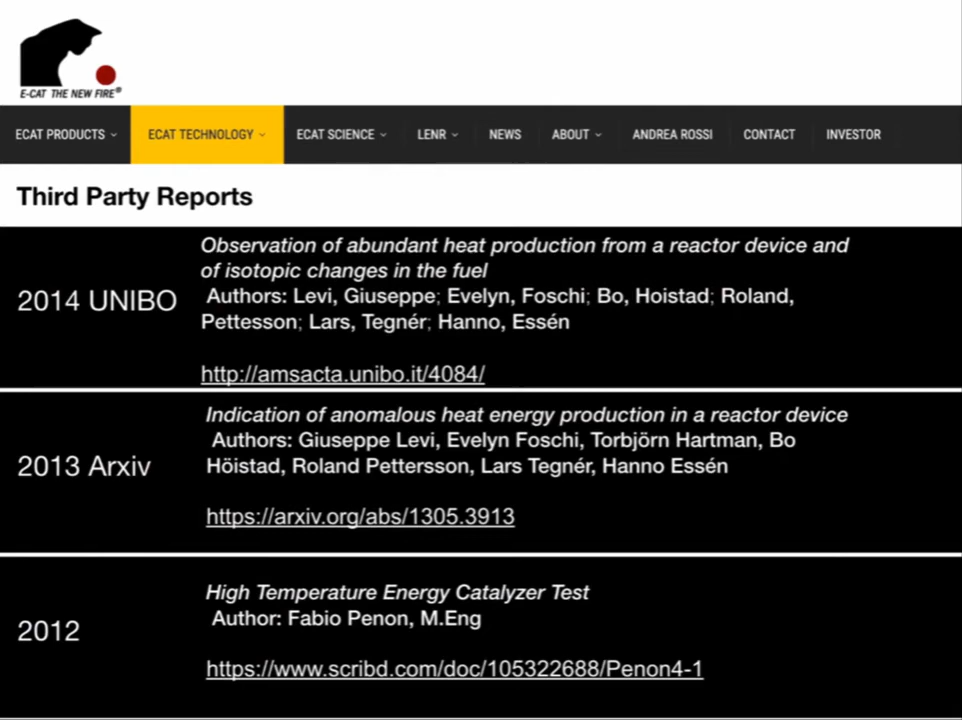 E-CAT THE NEW FIRE®
ECAT PRODUCTS
ECAT TECHNOLOGY
ECAT SCIENCE
LENR
NEWS
ABOUT
ANDREA ROSSI
CONTACT
INVESTOR
Third Party Reports
2014 UNIBO
Observation of abundant heat production from a reactor device and
of isotopic changes in the fuel
Authors: Levi, Giuseppe; Evelyn, Foschi; Bo, Hoistad; Roland,
Pettesson; Lars, Tegnér; Hanno, Essén
http://amsacta.unibo.it/4084/
2013 Arxiv
Indication of anomalous heat energy production in a reactor device
Authors: Giuseppe Levi, Evelyn Foschi, Torbjörn Hartman, Bo
Höistad, Roland Pettersson, Lars Tegnér, Hanno Essén
https://arxiv.org/abs/1305.3913
2012
High Temperature Energy Catalyzer Test
Author: Fabio Penon, M.Eng
https://www.scribd.com/doc/105322688/Penon4-1